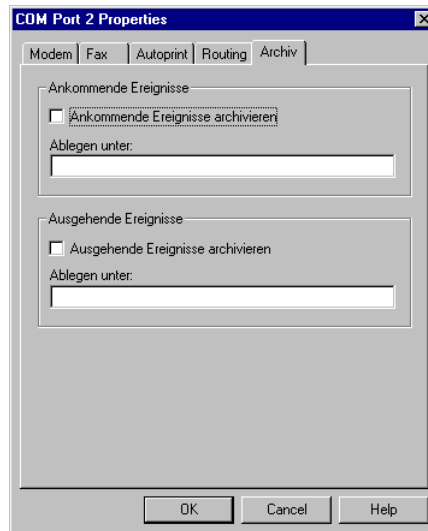 COM Port 2 Properties
Modem Fax Autoprint Routing Archiv
Ankommende Ereignisse
Ankommende Ereignisse archivieren
Ablegen unter:
Ausgehende Ereignisse
Ausgehende Ereignisse archivieren
Ablegen unter:
OK Cancel Help